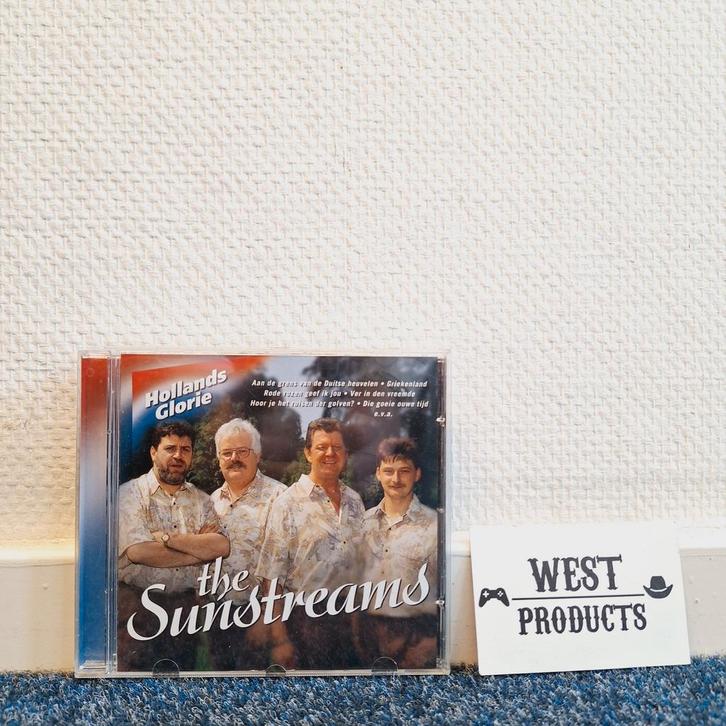 Hollands
Glorie
Aan de grens van de Duitse heuvelen • Griekenland
Rode rozen geef ik jou • Ver in den vreemde
Hoor je het ruisen der golven? • Die goeie ouwe tijd
e.v.a.
the
Sunstreams
WEST
PRODUCTS